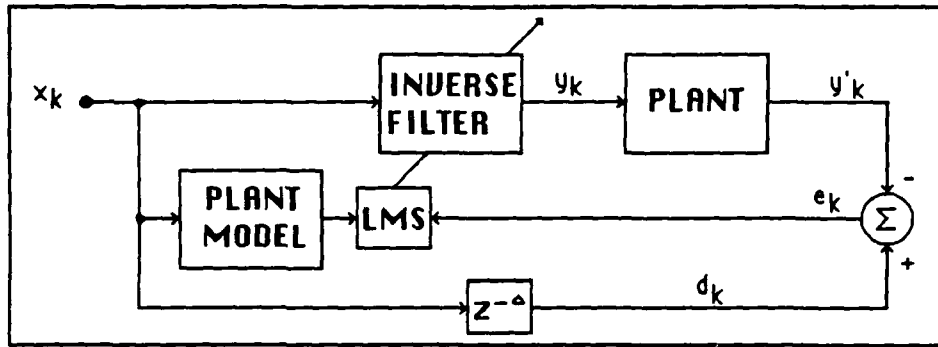 x_k
INVERSE
FILTER
y_k
PLANT
y'_k
-
PLANT
MODEL
LMS
e_k
Σ
+
z^-Δ
d_k